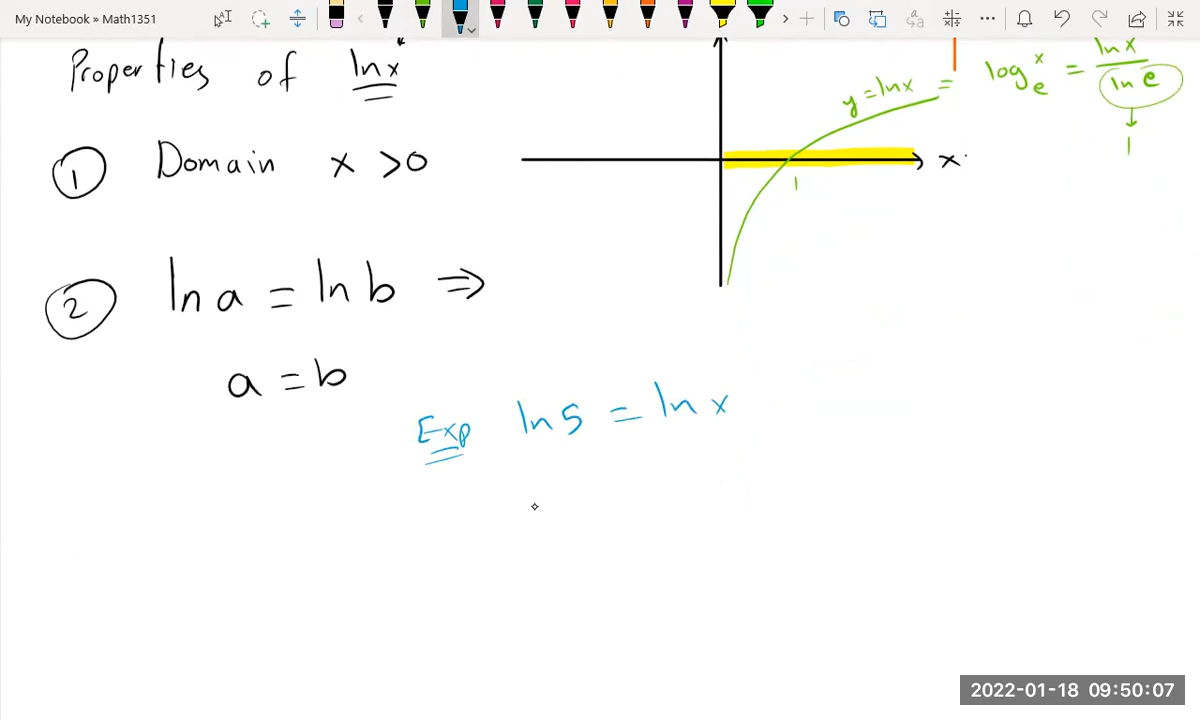 My Notebook » Math1351
Properties of ln x
y = ln x = log_e^x = ln x / ln e
↓
1
① Domain x > 0
x
1
② ln a = ln b ⇒
a = b
Exp ln 5 = ln x
2022-01-18 09:50:07